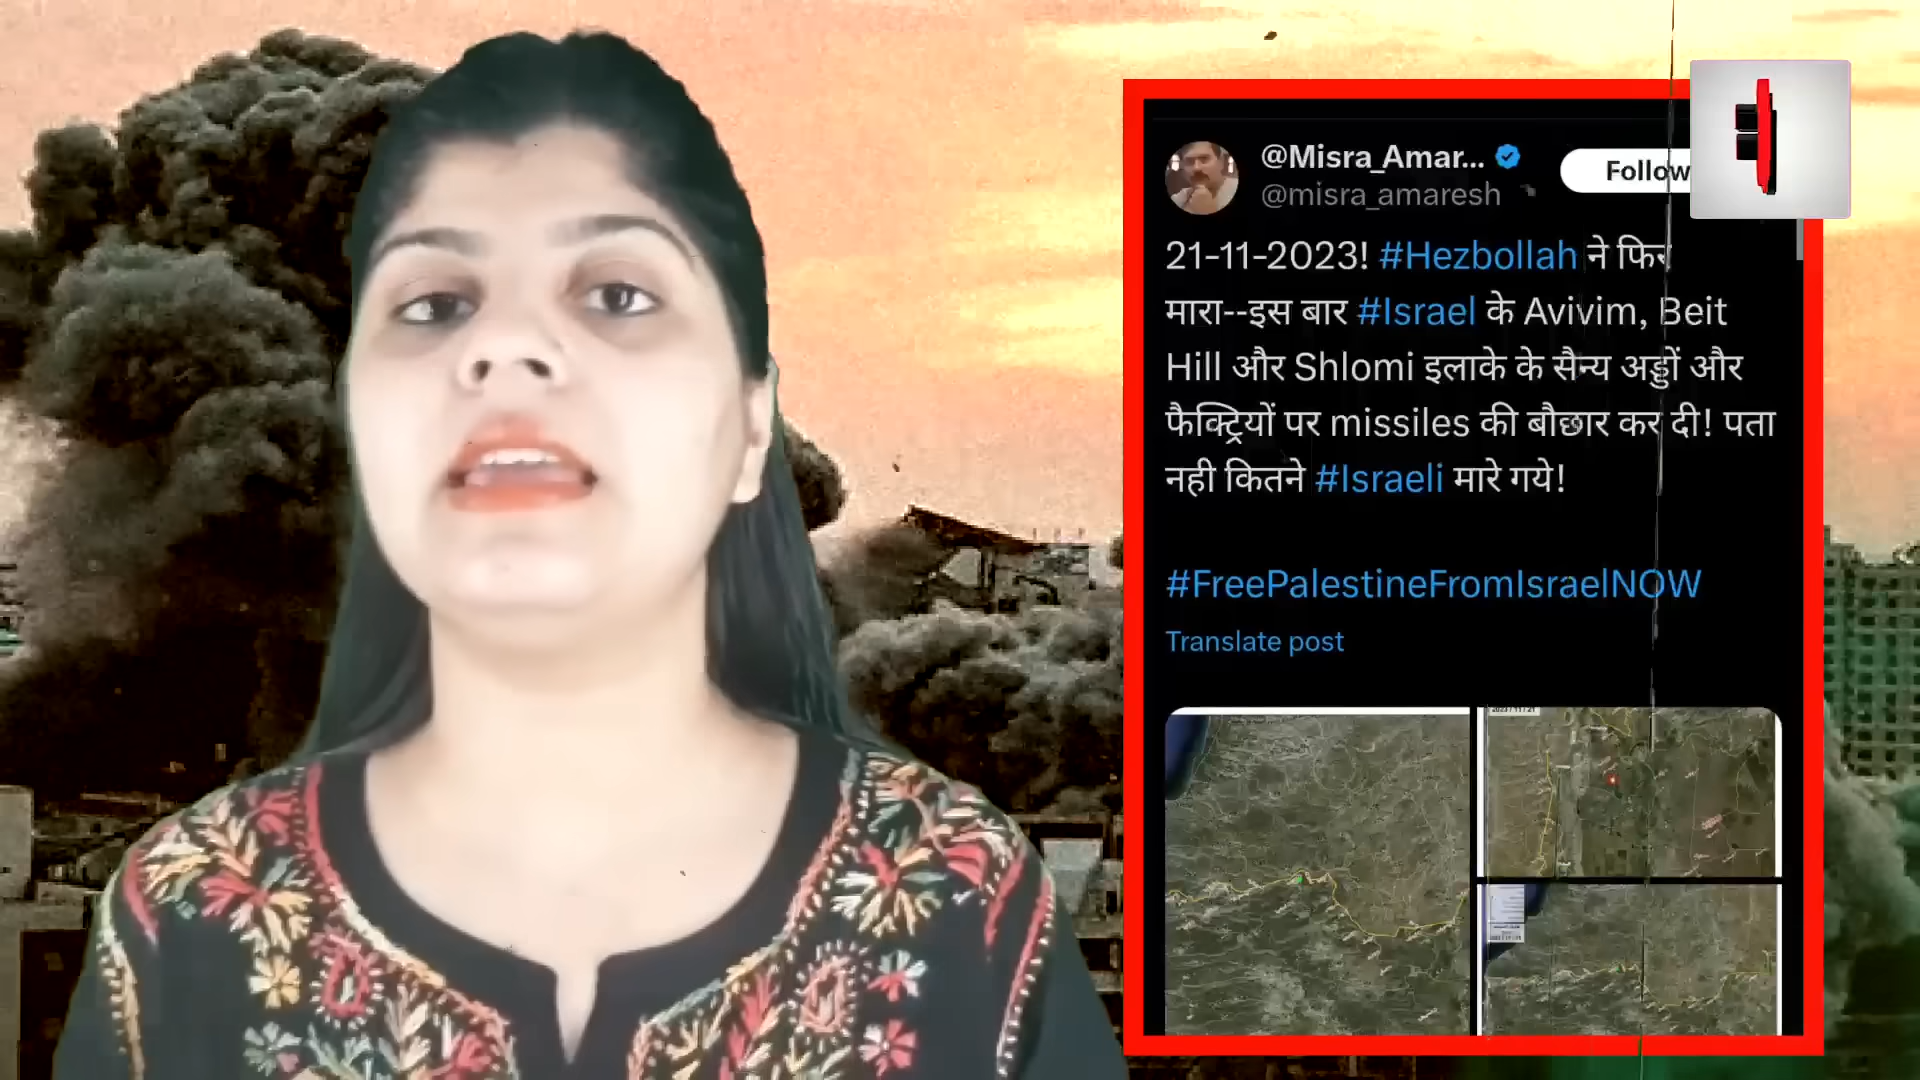 @Misra_Amar...
Follow
@misra_amaresh
21-11-2023! #Hezbollah ने फिर
मारा--इस बार #Israel के Avivim, Beit
Hill और Shlomi इलाके के सैन्य अड्डों और
फैक्ट्रियों पर missiles की बौछार कर दी! पता
नही कितने #Israeli मारे गये!
#FreePalestineFromIsraelNOW
Translate post